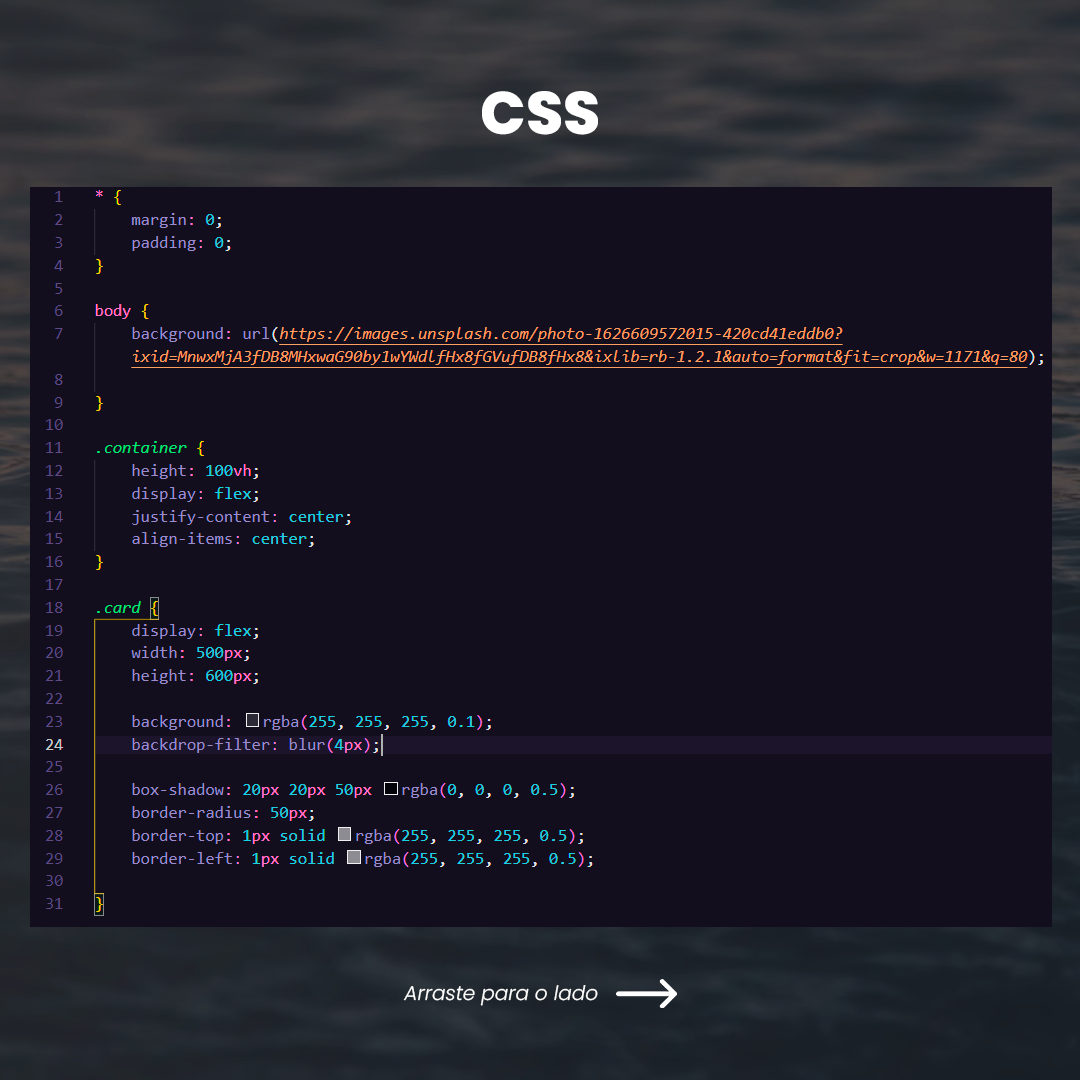 CSS
1 * {
2 margin: 0;
3 padding: 0;
4 }
5
6 body {
7 background: url(https://images.unsplash.com/photo-1626609572015-420cd41eddb0?
ixid=MnwxMjA3fDB8MHxwaG90by1wYWdlfHx8fGVufDB8fHx8&ixlib=rb-1.2.1&auto=format&fit=crop&w=1171&q=80);
8
9 }
10
11 .container {
12 height: 100vh;
13 display: flex;
14 justify-content: center;
15 align-items: center;
16 }
17
18 .card {
19 display: flex;
20 width: 500px;
21 height: 600px;
22
23 background: rgba(255, 255, 255, 0.1);
24 backdrop-filter: blur(4px);
25
26 box-shadow: 20px 20px 50px rgba(0, 0, 0, 0.5);
27 border-radius: 50px;
28 border-top: 1px solid rgba(255, 255, 255, 0.5);
29 border-left: 1px solid rgba(255, 255, 255, 0.5);
30
31 }
Arraste para o lado